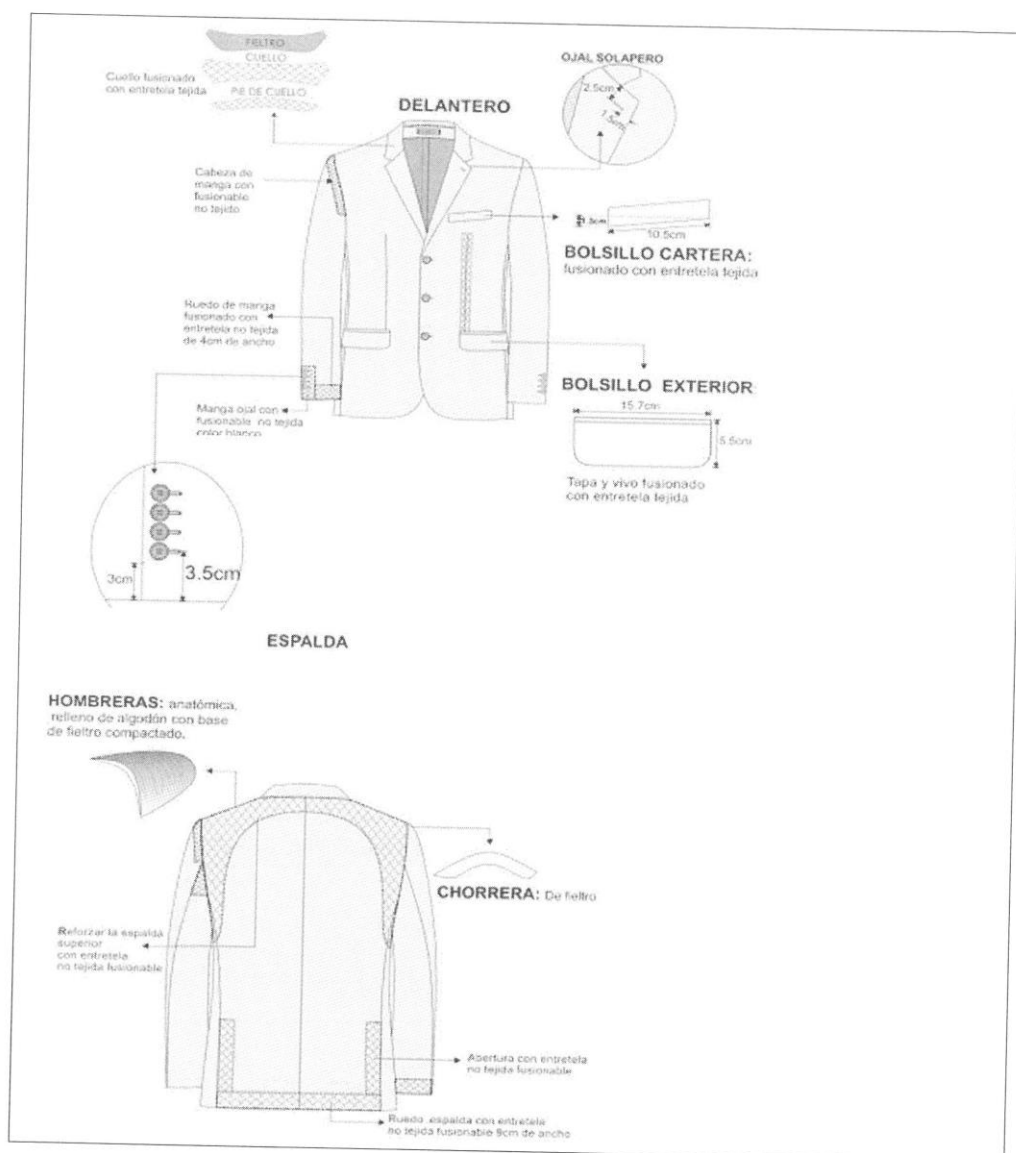 FIELTRO
CUELLO
Cuello fusionado
con entretela tejida
PIE DE CUELLO
OJAL SOLAPERO
2.5cm
1.5cm
DELANTERO
Cabeza de
manga con
fusionable
no tejido
10.5cm
BOLSILLO CARTERA:
fusionado con entretela tejida
Ruedo de manga
fusionado con
entretela no tejida
de 4cm de ancho
BOLSILLO EXTERIOR
15.7cm
5.5cm
Manga ojal con
fusionable no tejida
color blanco
Tapa y vivo fusionado
con entretela tejida
3cm
3.5cm
ESPALDA
HOMBRERAS: anatómica,
relleno de algodón con base
de fieltro compactado.
CHORRERA: De fieltro
Reforzar la espalda
superior
con entretela
no tejida fusionable
Abertura con entretela
no tejida fusionable
Ruedo espalda con entretela
no tejida fusionable 9cm de ancho